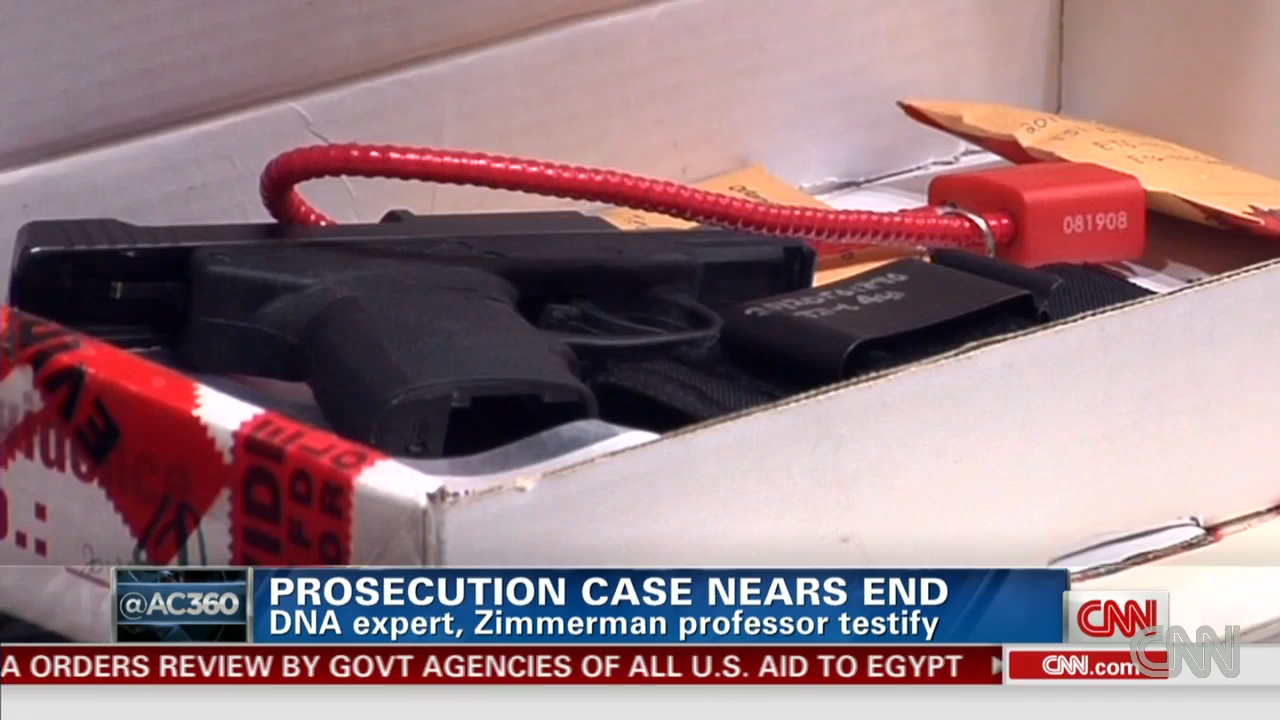 081908
PROSECUTION CASE NEARS END
@AC360
DNA expert, Zimmerman professor testify
CNN
CNN
A ORDERS REVIEW BY GOVT AGENCIES OF ALL U.S. AID TO EGYPT
CNN.com